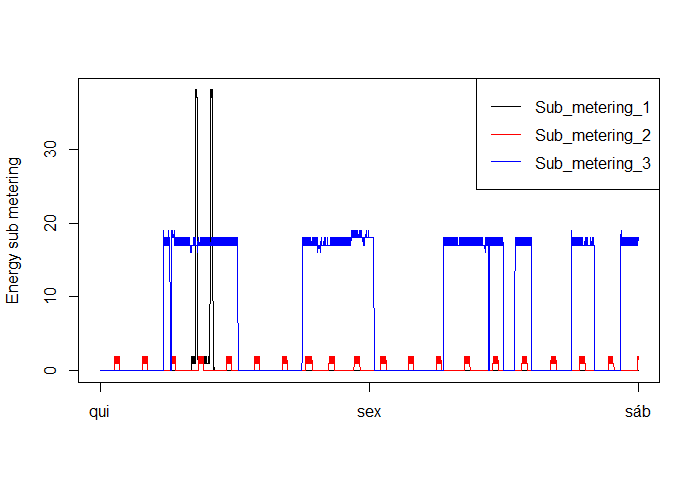 Sub_metering_1
Sub_metering_2
Sub_metering_3
Energy sub metering
30
20
10
0
qui sex sáb